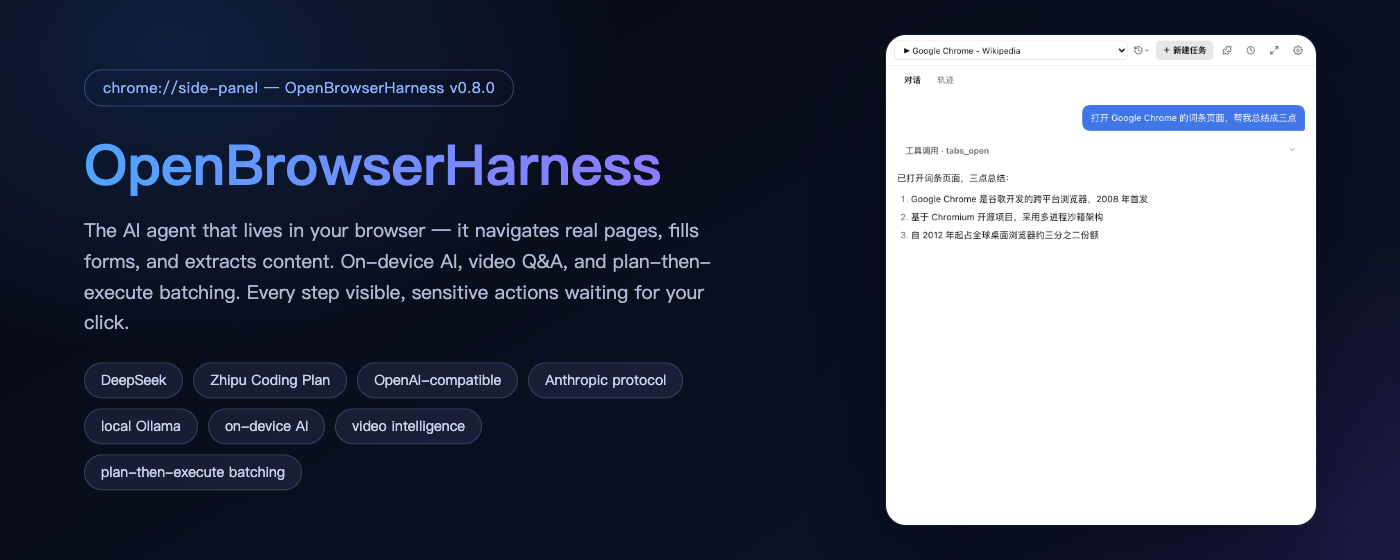 chrome://side-panel — OpenBrowserHarness v0.8.0
OpenBrowserHarness
The AI agent that lives in your browser — it navigates real pages, fills
forms, and extracts content. On-device AI, video Q&A, and plan-then-
execute batching. Every step visible, sensitive actions waiting for your
click.
DeepSeek
Zhipu Coding Plan
OpenAI-compatible
Anthropic protocol
local Ollama
on-device AI
video intelligence
plan-then-execute batching
▶ Google Chrome - Wikipedia
+ 新建任务
对话
轨迹
打开 Google Chrome 的词条页面，帮我总结成三点
工具调用 · tabs_open
已打开词条页面，三点总结：
1. Google Chrome 是谷歌开发的跨平台浏览器，2008 年首发
2. 基于 Chromium 开源项目，采用多进程沙箱架构
3. 自 2012 年起占全球桌面浏览器约三分之二份额